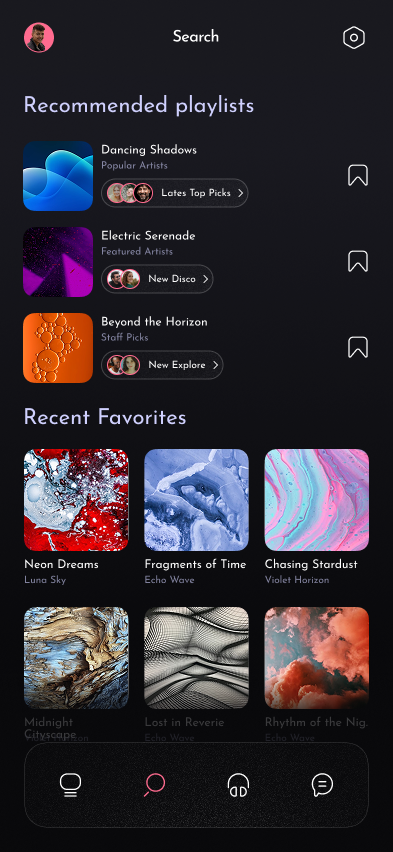 Search
Recommended playlists
Dancing Shadows
Popular Artists
Lates Top Picks
Electric Serenade
Featured Artists
New Disco
Beyond the Horizon
Staff Picks
New Explore
Recent Favorites
Neon Dreams
Luna Sky
Fragments of Time
Echo Wave
Chasing Stardust
Violet Horizon
Midnight
Cityscape
Lost in Reverie
Echo Wave
Rhythm of the Nig.
Echo Wave